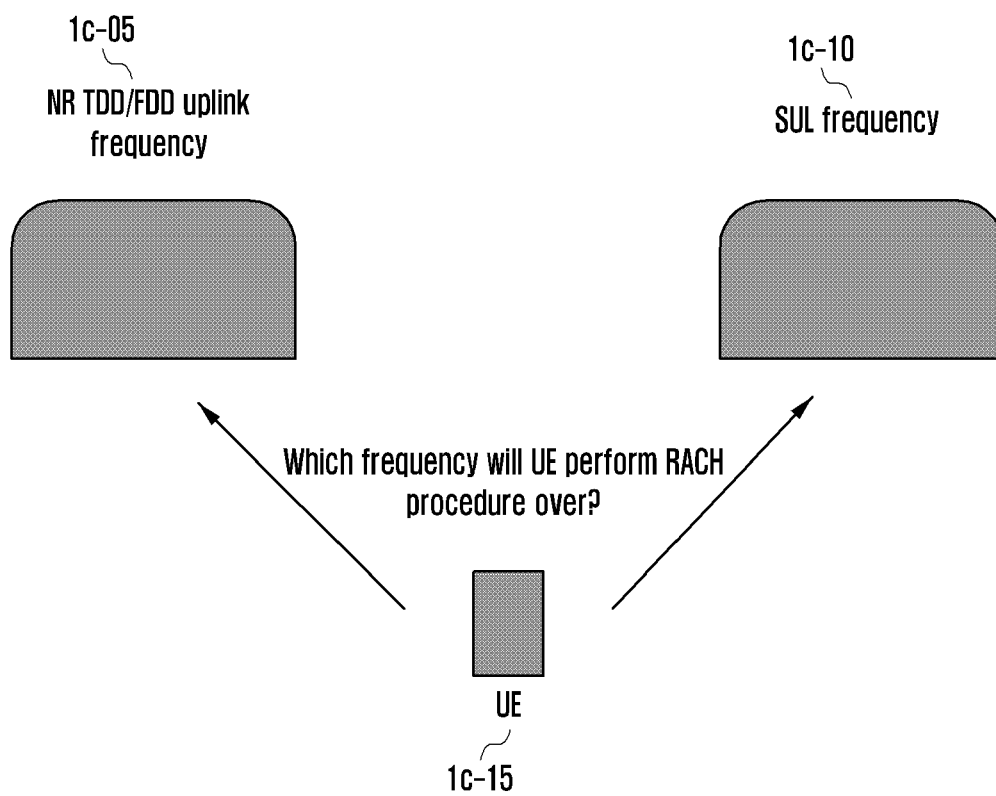 1c-05
NR TDD/FDD uplink
frequency
1c-10
SUL frequency
Which frequency will UE perform RACH
procedure over?
UE
1c-15